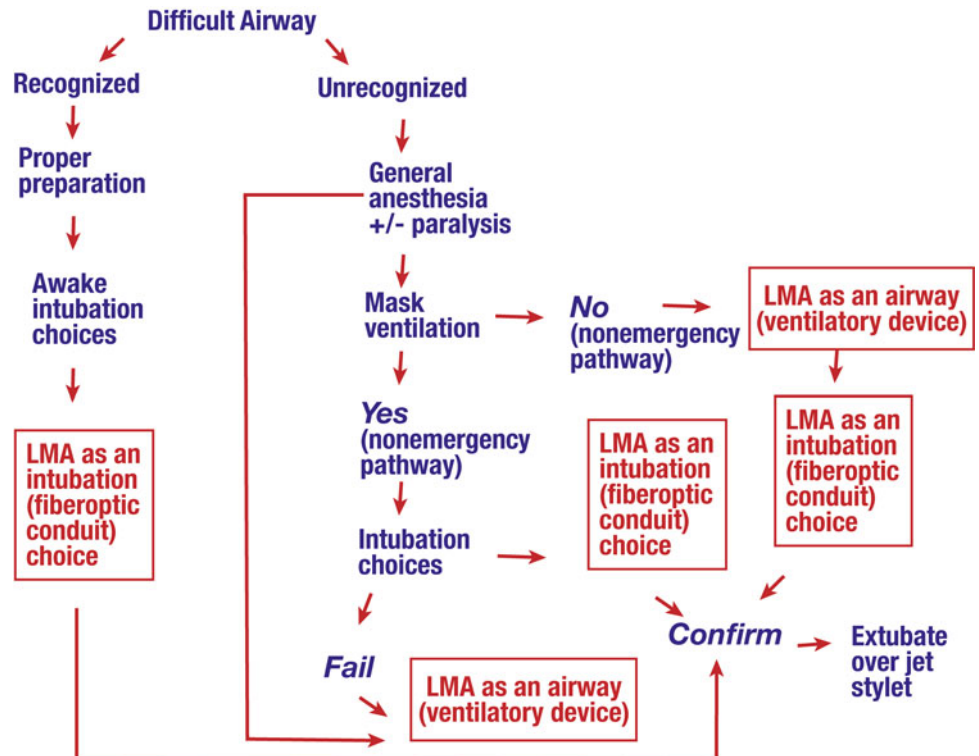 Difficult Airway
Recognized
Unrecognized
Proper
preparation
General
anesthesia
+/- paralysis
Awake
intubation
choices
Mask
ventilation
No
(nonemergency
pathway)
LMA as an airway
(ventilatory device)
Yes
(nonemergency
pathway)
LMA as an
intubation
(fiberoptic
conduit)
choice
LMA as an
intubation
(fiberoptic
conduit)
choice
LMA as an
intubation
(fiberoptic
conduit)
choice
Intubation
choices
Fail
LMA as an airway
(ventilatory device)
Confirm
Extubate
over jet
stylet